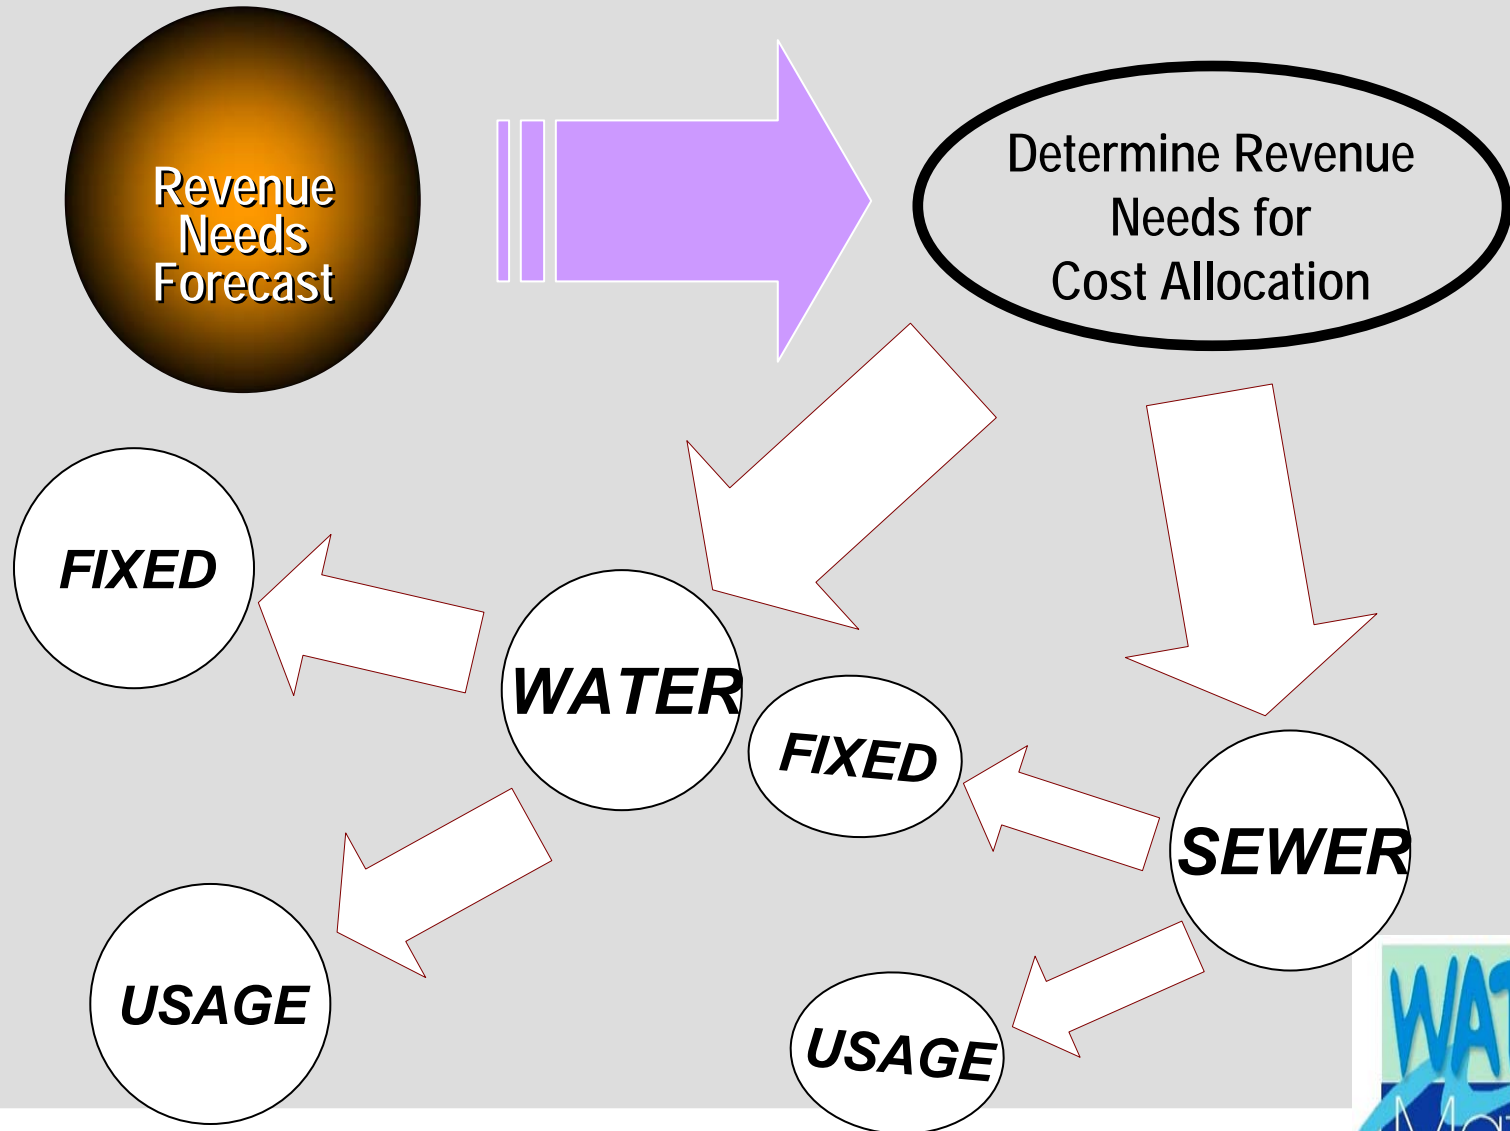 Revenue
Needs
Forecast
Determine Revenue
Needs for
Cost Allocation
FIXED
WATER
FIXED
SEWER
USAGE
USAGE